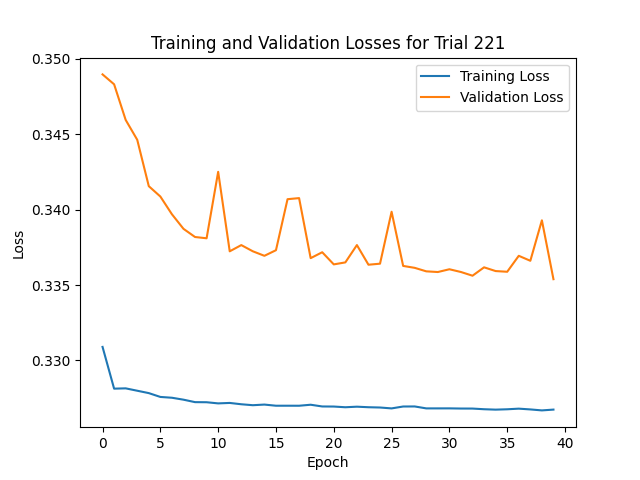 Training and Validation Losses for Trial 221
0.350
0.345
0.340
0.335
0.330
Loss
Training Loss
Validation Loss
0 5 10 15 20 25 30 35 40
Epoch